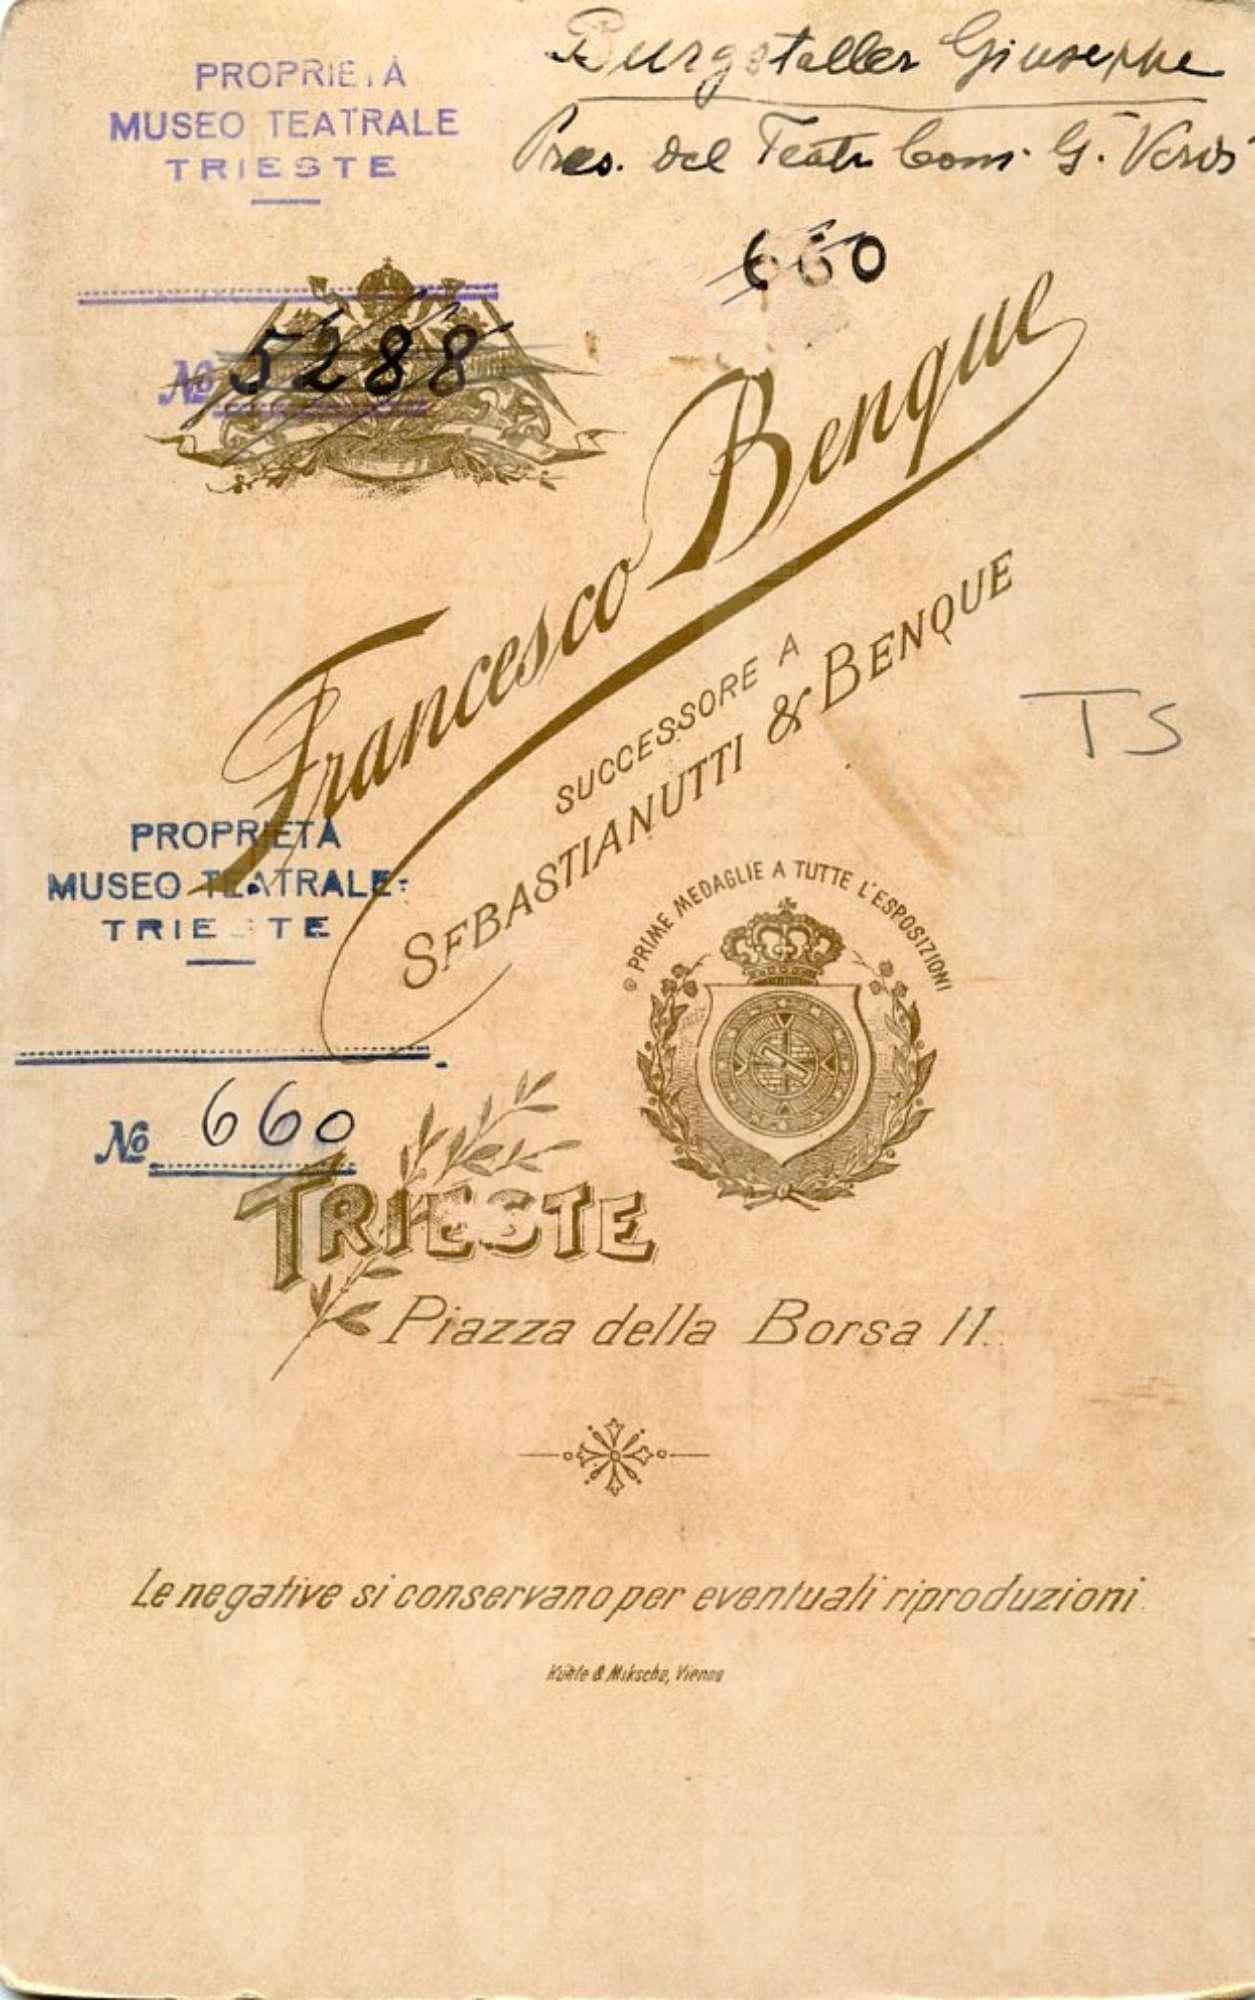 PROPRIETÀ
MUSEO TEATRALE
TRIESTE
Burgstaller Giuseppe
Pres. del Teatr Com. G. Verdi
660
No 5288
Francesco Benque
SUCCESSORE A
SEBASTIANUTTI & BENQUE
TS
PROPRIETÀ
MUSEO TEATRALE
TRIESTE
No 660
PRIME MEDAGLIE A TUTTE L'ESPOSIZIONI
TRIESTE
Piazza della Borsa 11.
Le negative si conservano per eventuali riproduzioni
& Miksche, Vienna